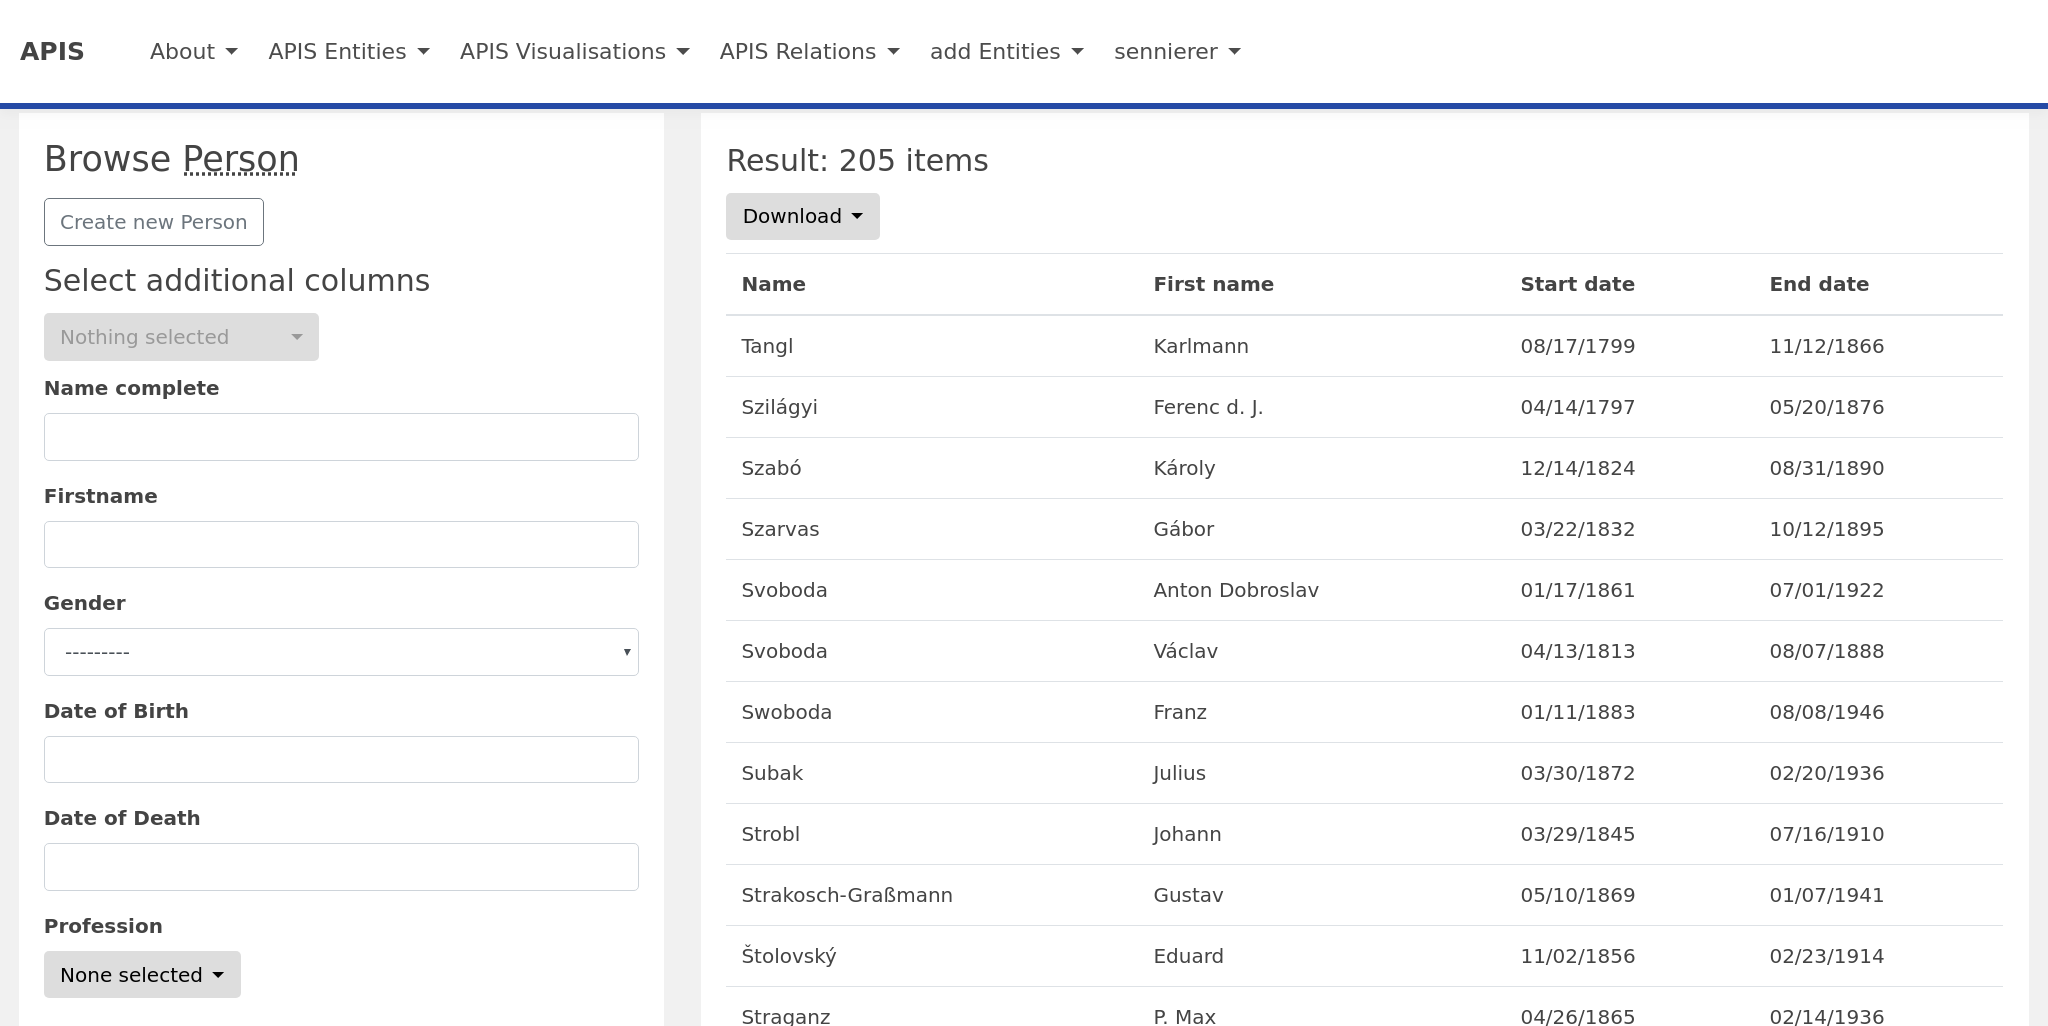 APIS About APIS Entities APIS Visualisations APIS Relations add Entities sennierer
Browse Person
Create new Person
Select additional columns
Nothing selected
Name complete
Firstname
Gender
---------
Date of Birth
Date of Death
Profession
None selected
Result: 205 items
Download
Name First name Start date End date
Tangl Karlmann 08/17/1799 11/12/1866
Szilágyi Ferenc d. J. 04/14/1797 05/20/1876
Szabó Károly 12/14/1824 08/31/1890
Szarvas Gábor 03/22/1832 10/12/1895
Svoboda Anton Dobroslav 01/17/1861 07/01/1922
Svoboda Václav 04/13/1813 08/07/1888
Swoboda Franz 01/11/1883 08/08/1946
Subak Julius 03/30/1872 02/20/1936
Strobl Johann 03/29/1845 07/16/1910
Strakosch-Graßmann Gustav 05/10/1869 01/07/1941
Štolovský Eduard 11/02/1856 02/23/1914
Straganz P. Max 04/26/1865 02/14/1936